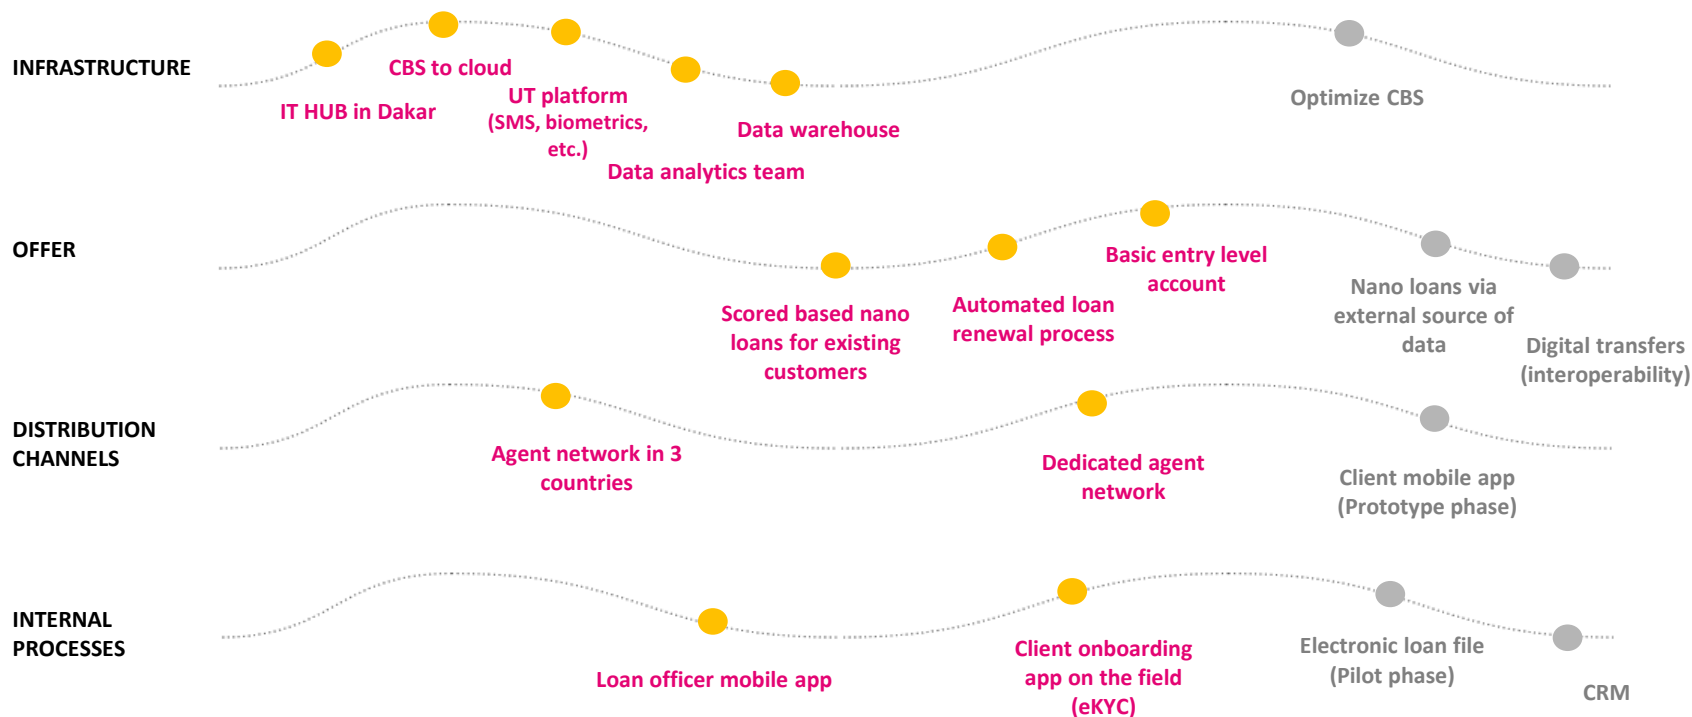 INFRASTRUCTURE
IT HUB in Dakar
CBS to cloud
UT platform
(SMS, biometrics,
etc.)
Data analytics team
Data warehouse
Optimize CBS
OFFER
Scored based nano
loans for existing
customers
Automated loan
renewal process
Basic entry level
account
Nano loans via
external source of
data
Digital transfers
(interoperability)
DISTRIBUTION
CHANNELS
Agent network in 3
countries
Dedicated agent
network
Client mobile app
(Prototype phase)
INTERNAL
PROCESSES
Loan officer mobile app
Client onboarding
app on the field
(eKYC)
Electronic loan file
(Pilot phase)
CRM